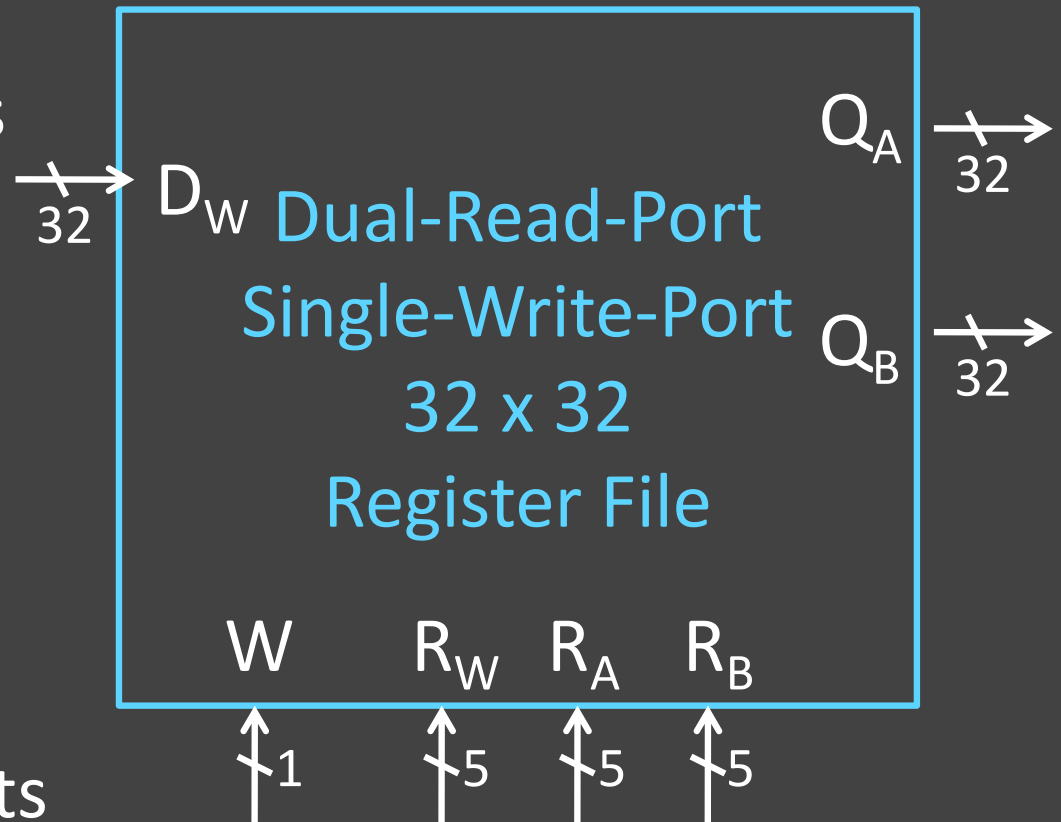 s
32
D_W
Dual-Read-Port
Single-Write-Port
32 x 32
Register File
Q_A
32
Q_B
32
W R_W R_A R_B
1 5 5 5
ts